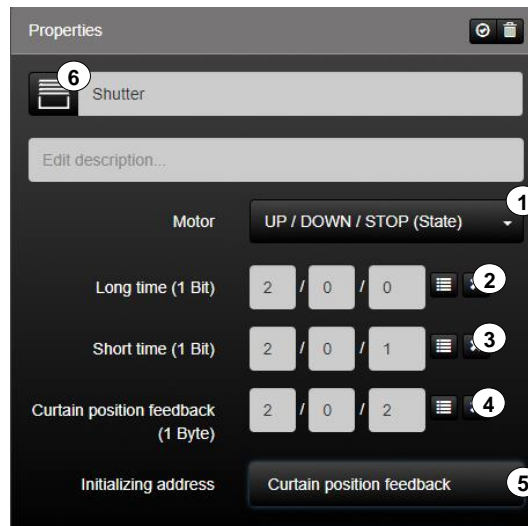 Properties
6
Shutter
Edit description...
1
Motor UP / DOWN / STOP (State)
Long time (1 Bit) 2 / 0 / 0 2
Short time (1 Bit) 2 / 0 / 1 3
Curtain position feedback 2 / 0 / 2 4
(1 Byte)
Initializing address Curtain position feedback 5